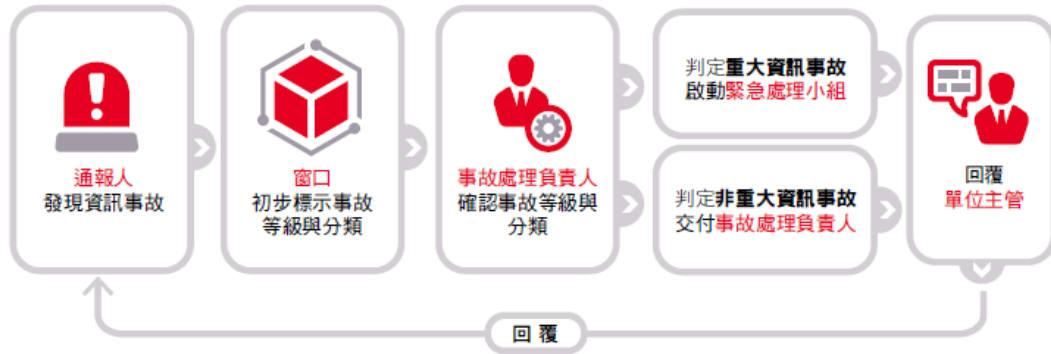 通報人
發現資訊事故
窗口
初步標示事故
等級與分類
事故處理負責人
確認事故等級與
分類
判定重大資訊事故
啟動緊急處理小組
判定非重大資訊事故
交付事故處理負責人
回覆
單位主管
回覆